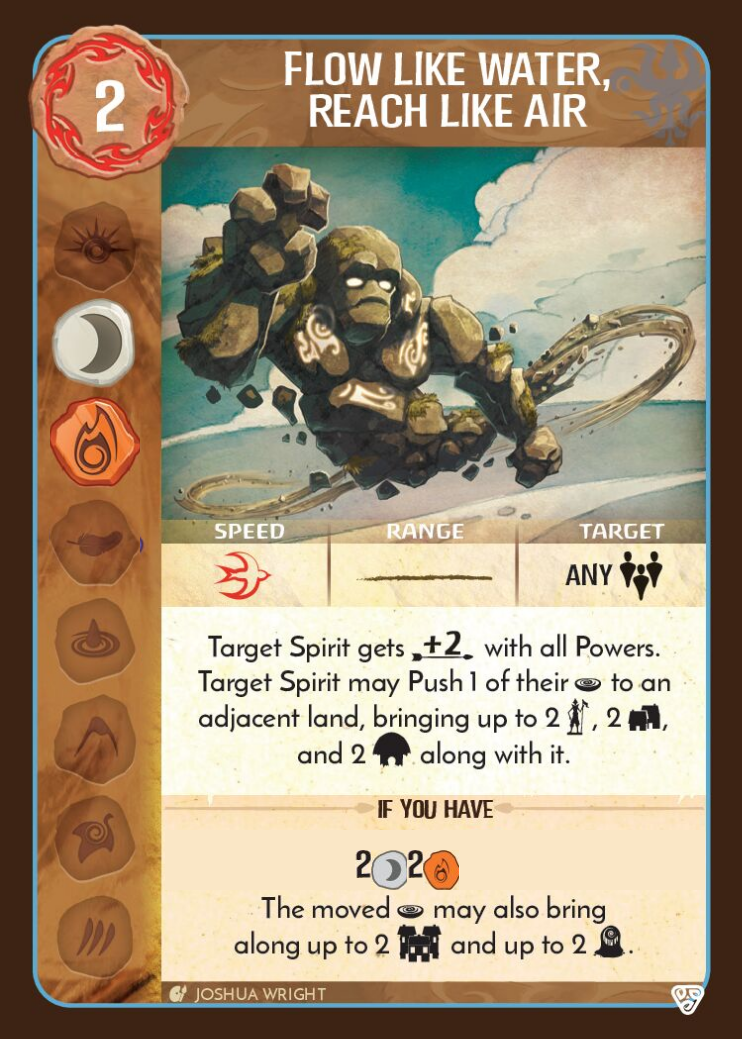 2
FLOW LIKE WATER,
REACH LIKE AIR
SPEED RANGE TARGET
ANY
Target Spirit gets +2 with all Powers.
Target Spirit may Push 1 of their to an
adjacent land, bringing up to 2 , 2 ,
and 2 along with it.
IF YOU HAVE
2 2
The moved may also bring
along up to 2 and up to 2 .
JOSHUA WRIGHT